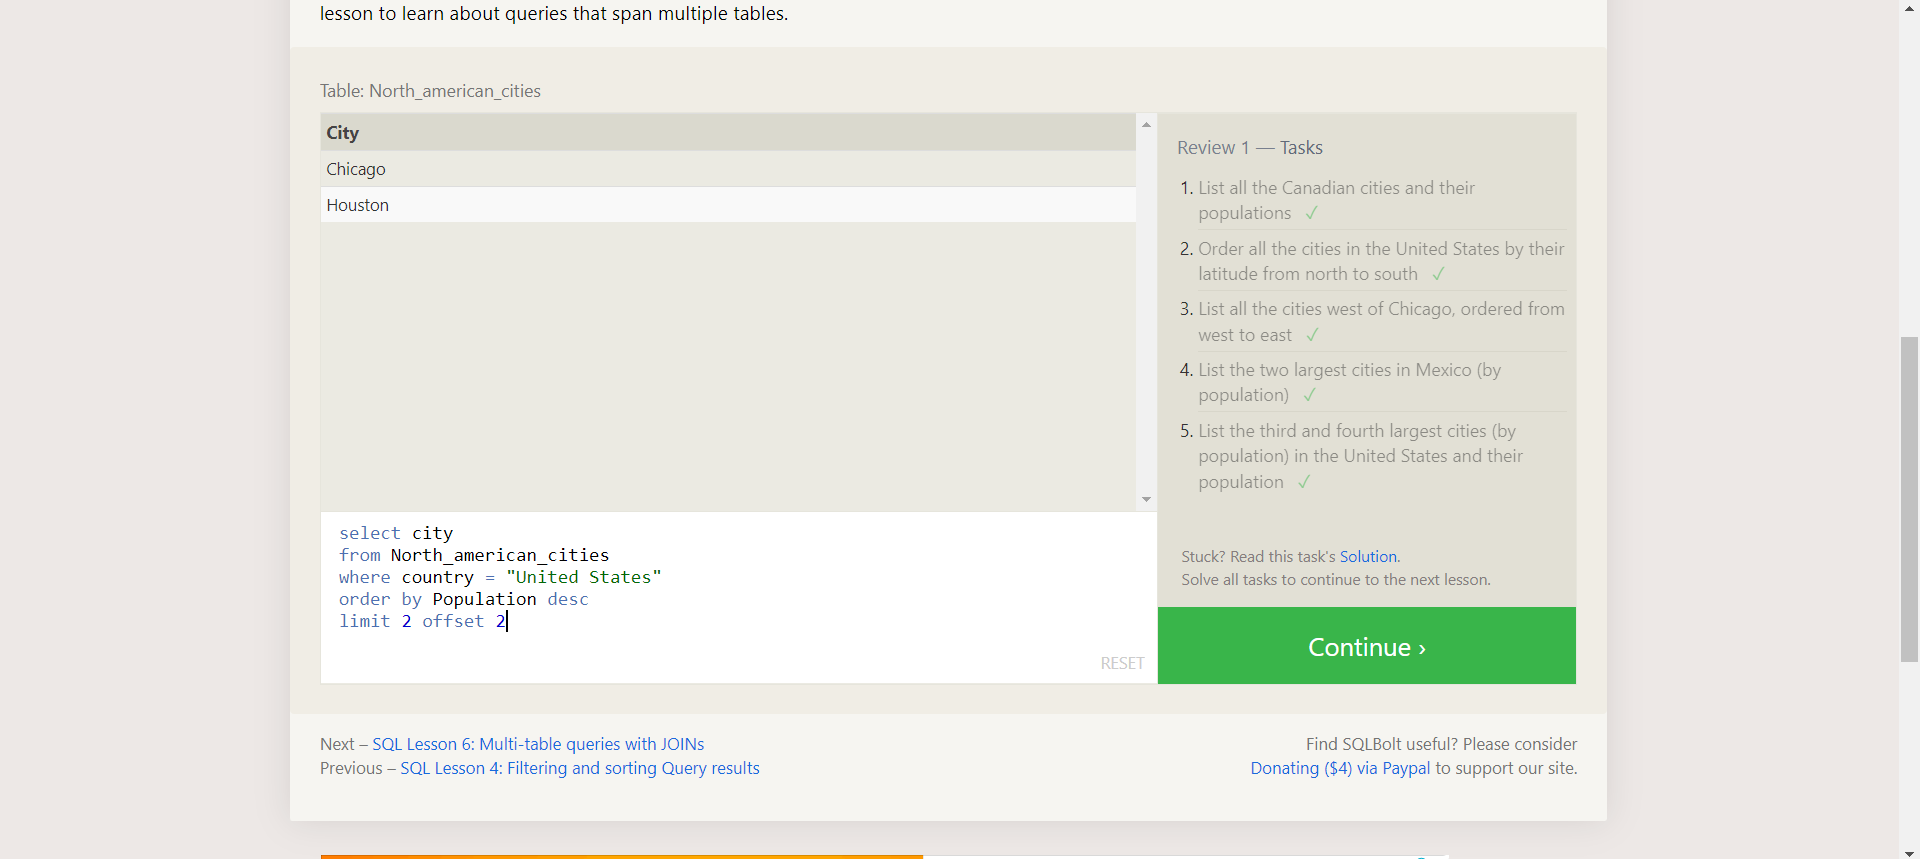 lesson to learn about queries that span multiple tables.
Table: North_american_cities
City
Chicago
Houston
select city
from North_american_cities
where country = "United States"
order by Population desc
limit 2 offset 2
RESET
Review 1 — Tasks
1. List all the Canadian cities and their
populations ✓
2. Order all the cities in the United States by their
latitude from north to south ✓
3. List all the cities west of Chicago, ordered from
west to east ✓
4. List the two largest cities in Mexico (by
population) ✓
5. List the third and fourth largest cities (by
population) in the United States and their
population ✓
Stuck? Read this task's Solution.
Solve all tasks to continue to the next lesson.
Continue ›
Next – SQL Lesson 6: Multi-table queries with JOINs
Previous – SQL Lesson 4: Filtering and sorting Query results
Find SQLBolt useful? Please consider
Donating ($4) via Paypal to support our site.